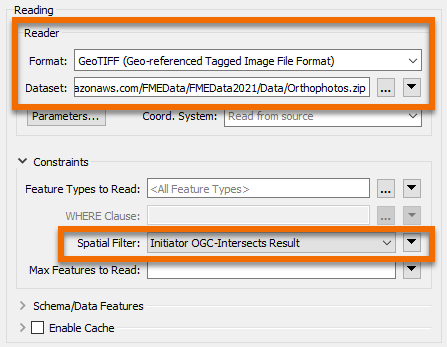 Reading
Reader
Format: GeoTIFF (Geo-referenced Tagged Image File Format)
Dataset: azonaws.com/FMEData/FMEData2021/Data/Orthophotos.zip ...
Parameters... Coord. System: Read from source
Constraints
Feature Types to Read: <All Feature Types> ...
WHERE Clause: ...
Spatial Filter: Initiator OGC-Intersects Result
Max Features to Read:
Schema/Data Features
Enable Cache